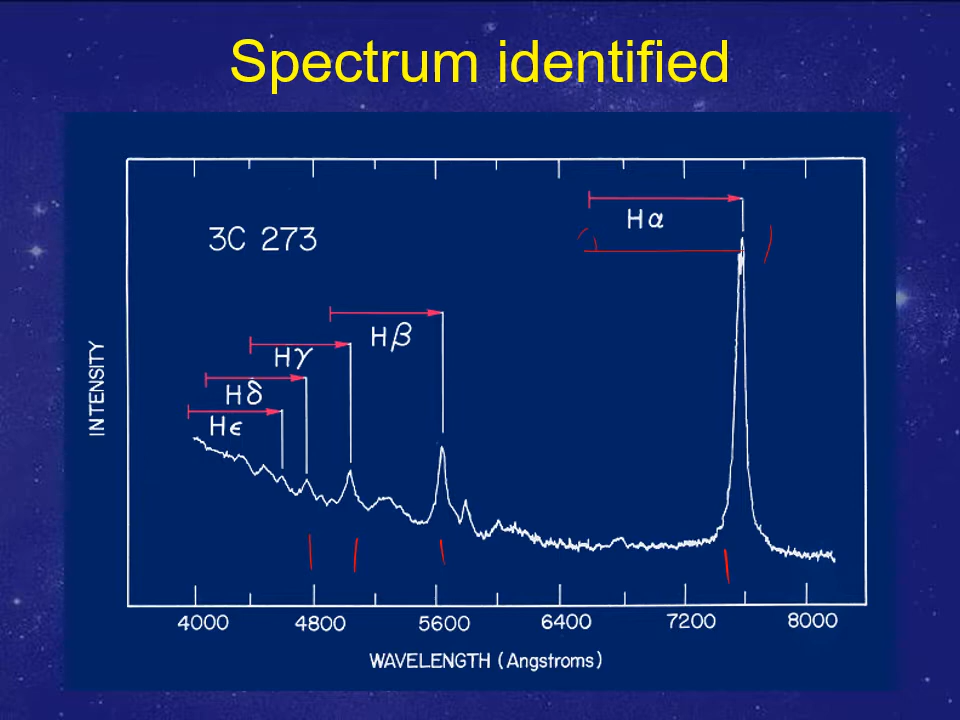 Spectrum identified
Hα
3C 273
Hβ
Hγ
Hδ
Hϵ
INTENSITY
4000 4800 5600 6400 7200 8000
WAVELENGTH (Angstroms)